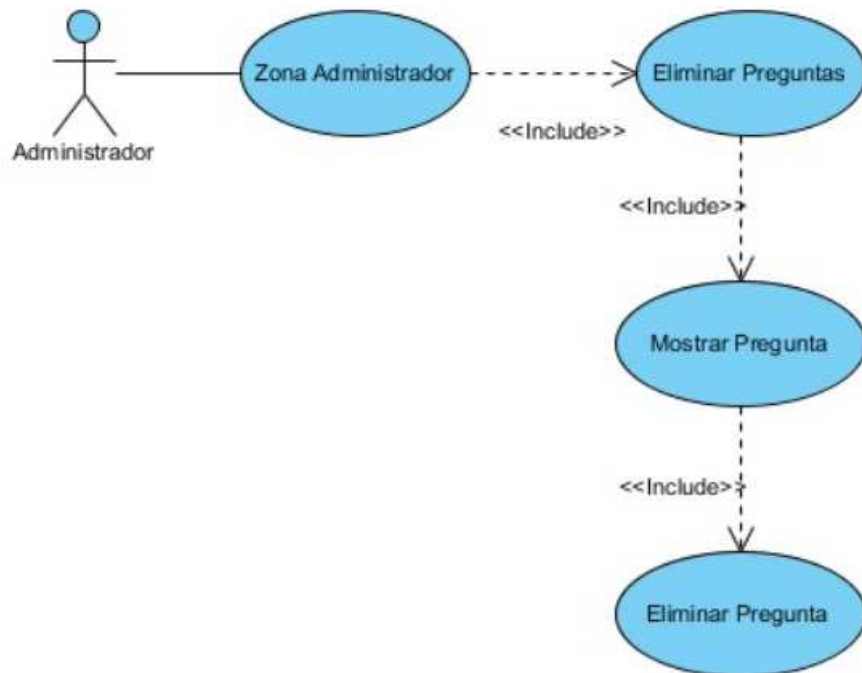 Zona Administrador
Eliminar Preguntas
<<Include>>
Administrador
<<Include>>
Mostrar Pregunta
<<Include>>
Eliminar Pregunta